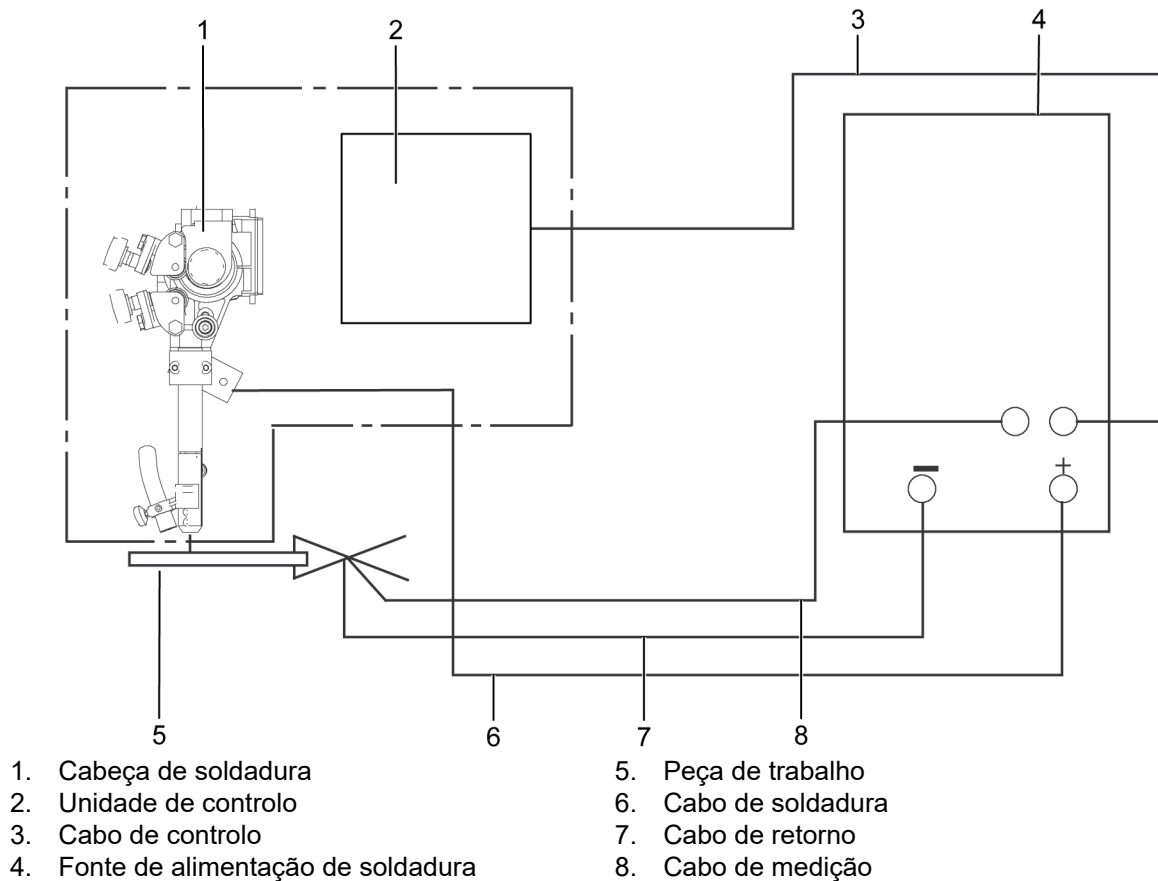 1
2
3
4
+
5
6
7
8
1. Cabeça de soldadura
2. Unidade de controlo
3. Cabo de controlo
4. Fonte de alimentação de soldadura
5. Peça de trabalho
6. Cabo de soldadura
7. Cabo de retorno
8. Cabo de medição